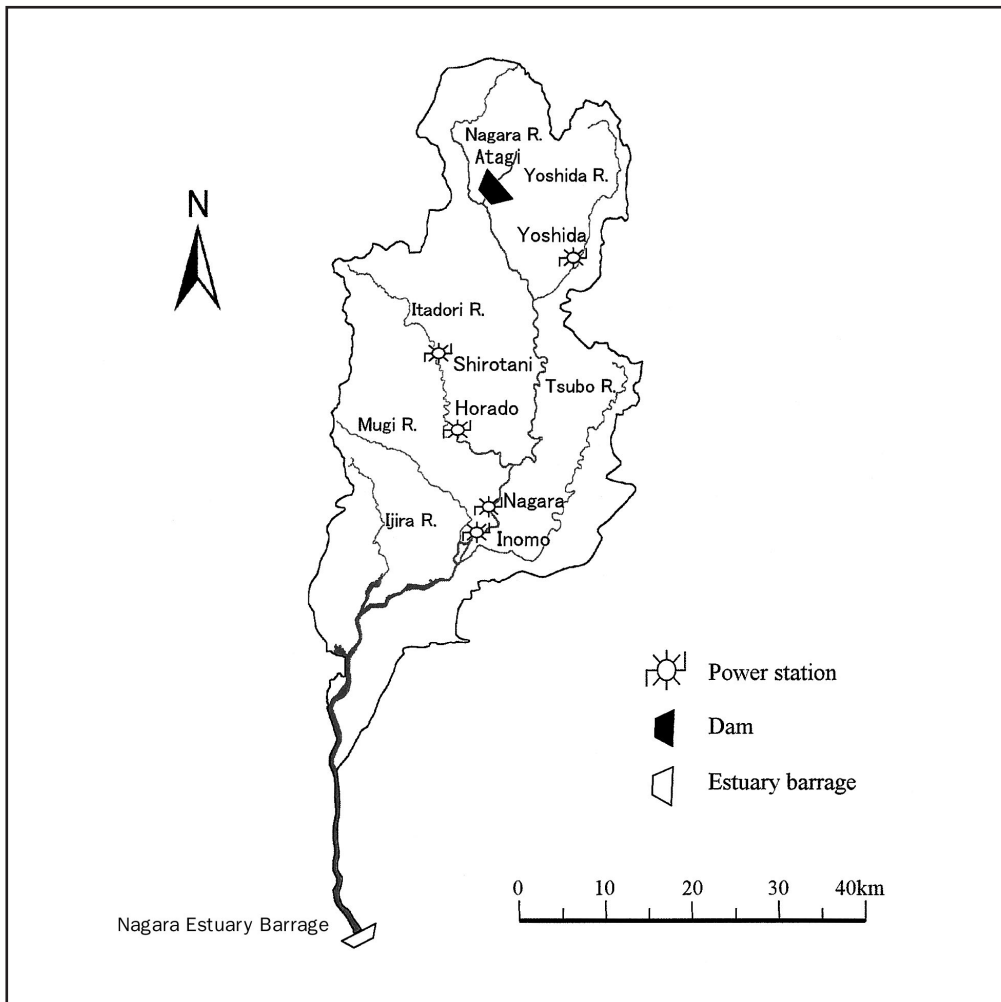 Nagara R.
Atagi
Yoshida R.
N
Yoshida
Itadori R.
Shirotani
Tsubo R.
Horado
Mugi R.
Nagara
Ijira R.
Inomo
Power station
Dam
Estuary barrage
0 10 20 30 40km
Nagara Estuary Barrage